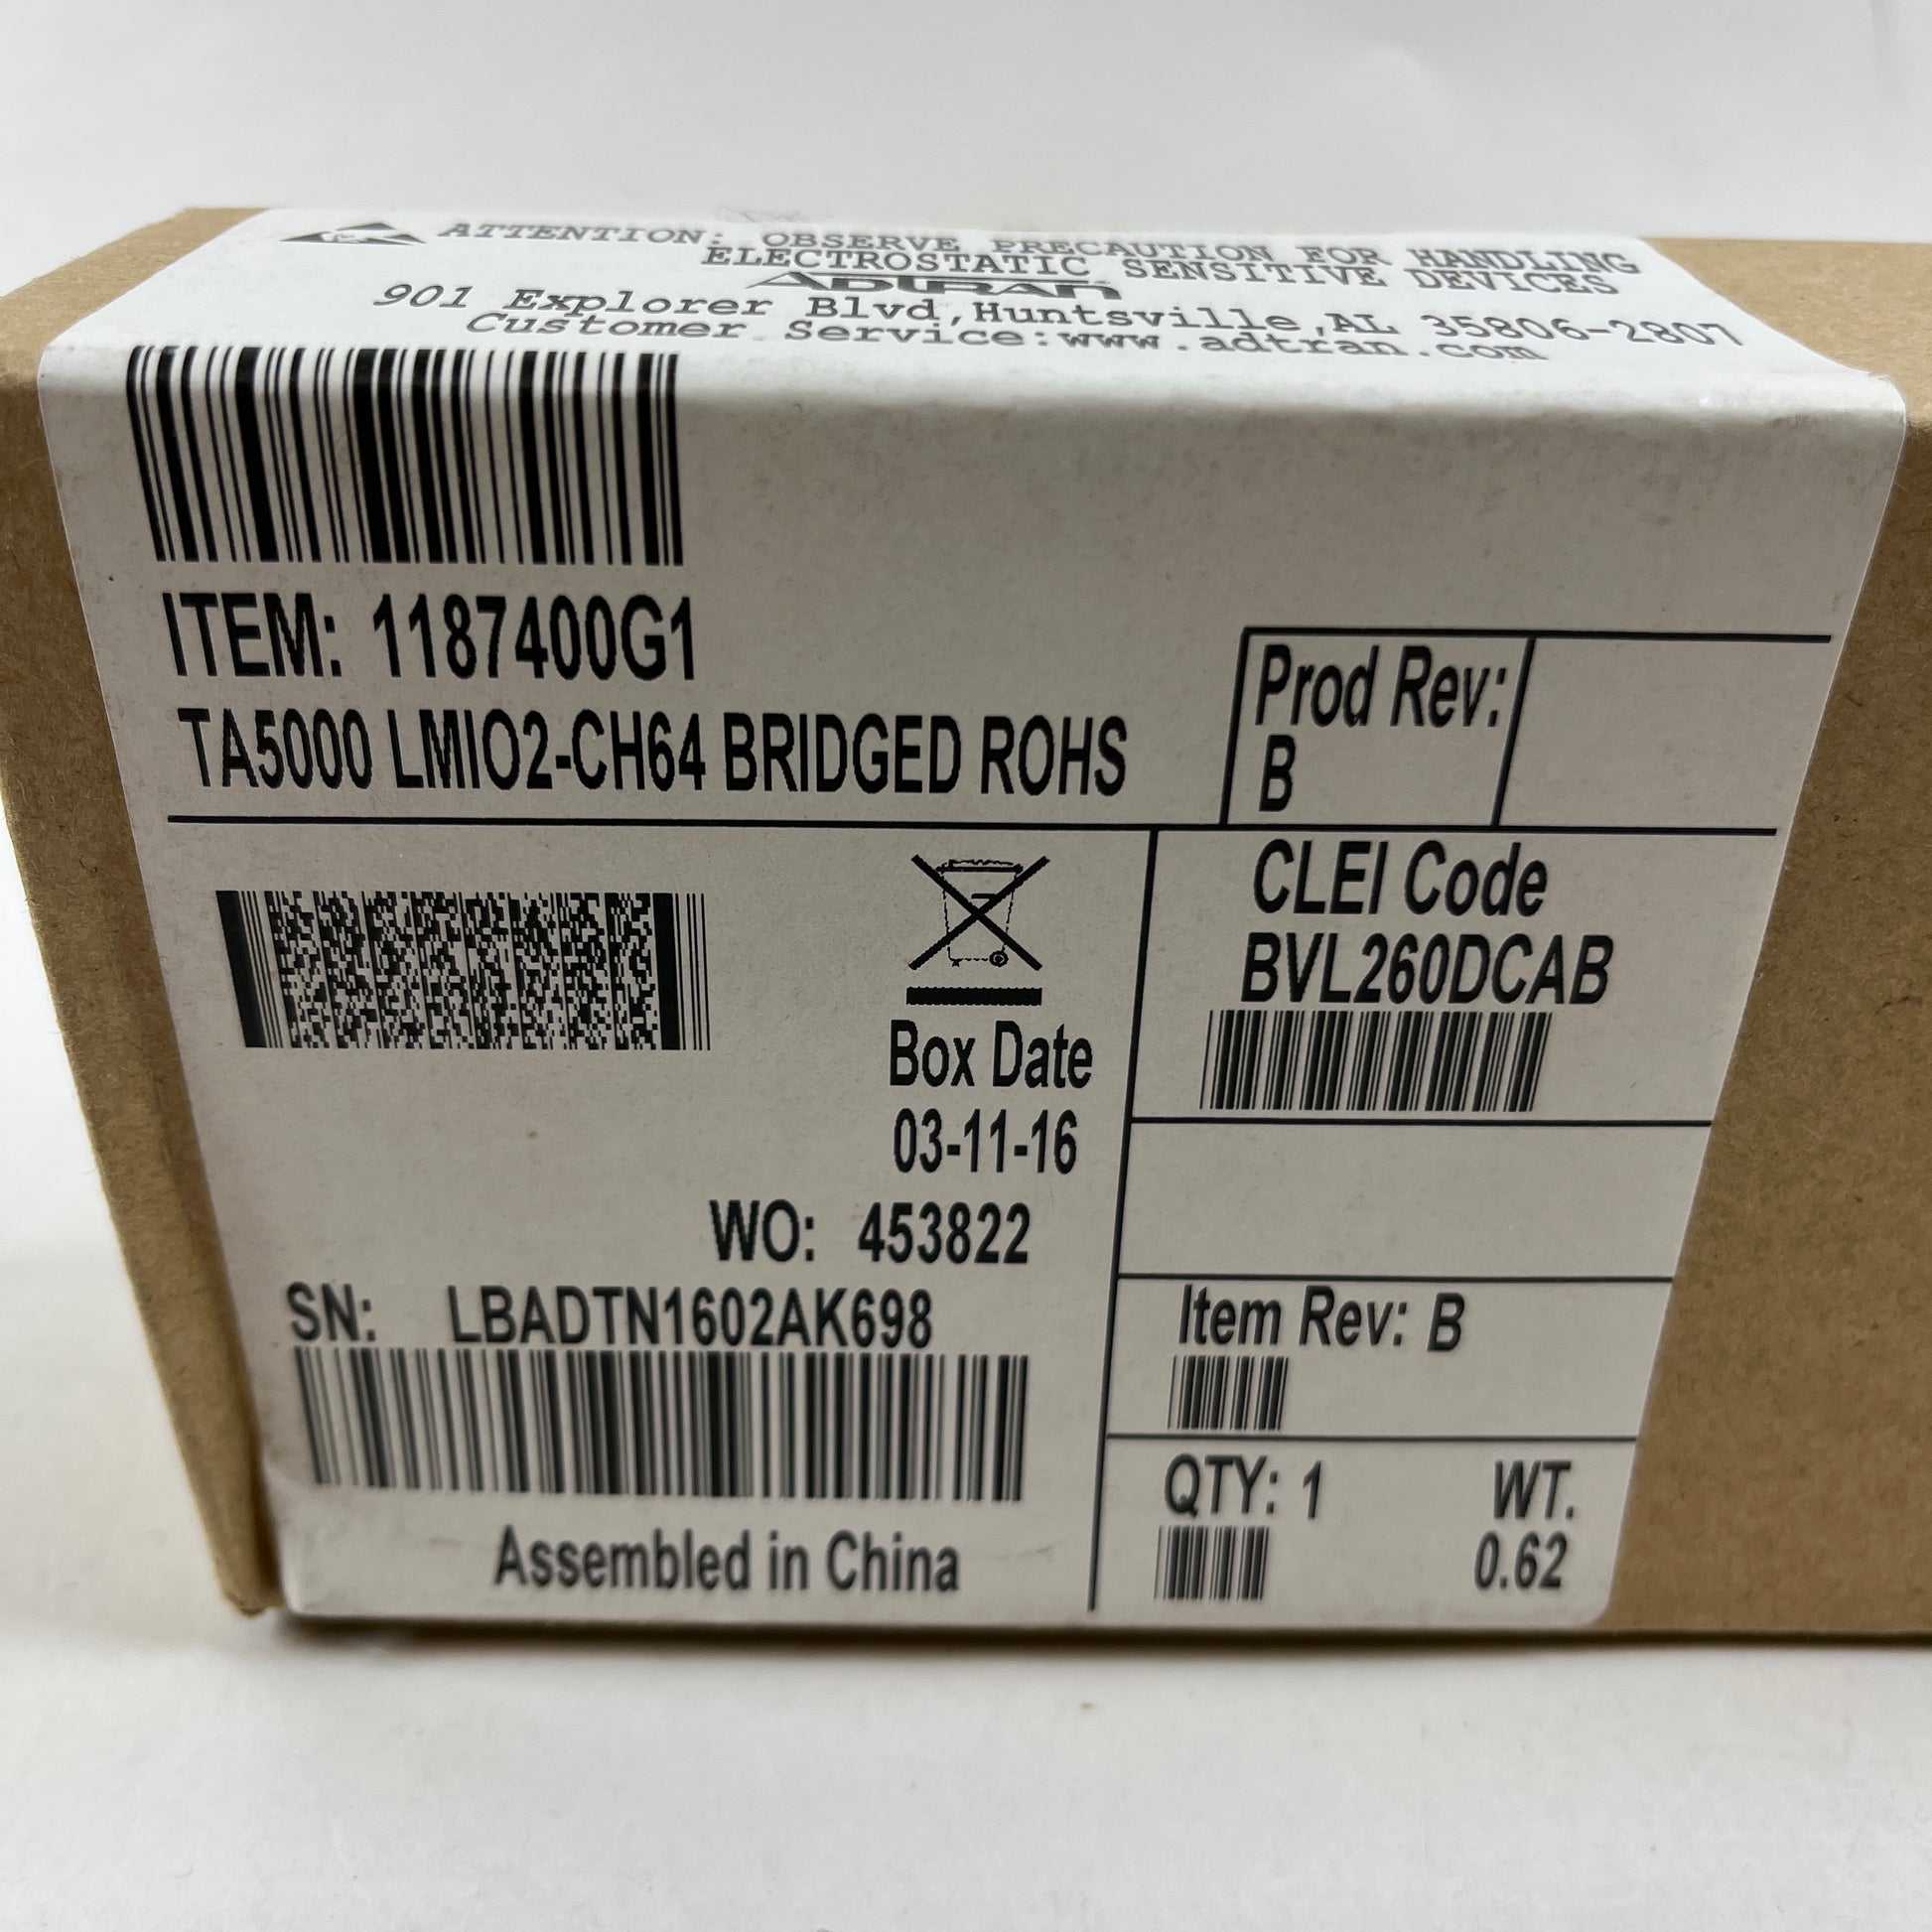 ATTENTION: OBSERVE PRECAUTION FOR HANDLING
ELECTROSTATIC SENSITIVE DEVICES
ADTRAN
901 Explorer Blvd,Huntsville,AL 35806-2807
Customer Service:www.adtran.com
ITEM: 1187400G1
TA5000 LMIO2-CH64 BRIDGED ROHS
Prod Rev:
B
CLEI Code
BVL260DCAB
Box Date
03-11-16
WO: 453822
SN: LBADTN1602AK698
Assembled in China
Item Rev: B
QTY: 1 WT.
0.62